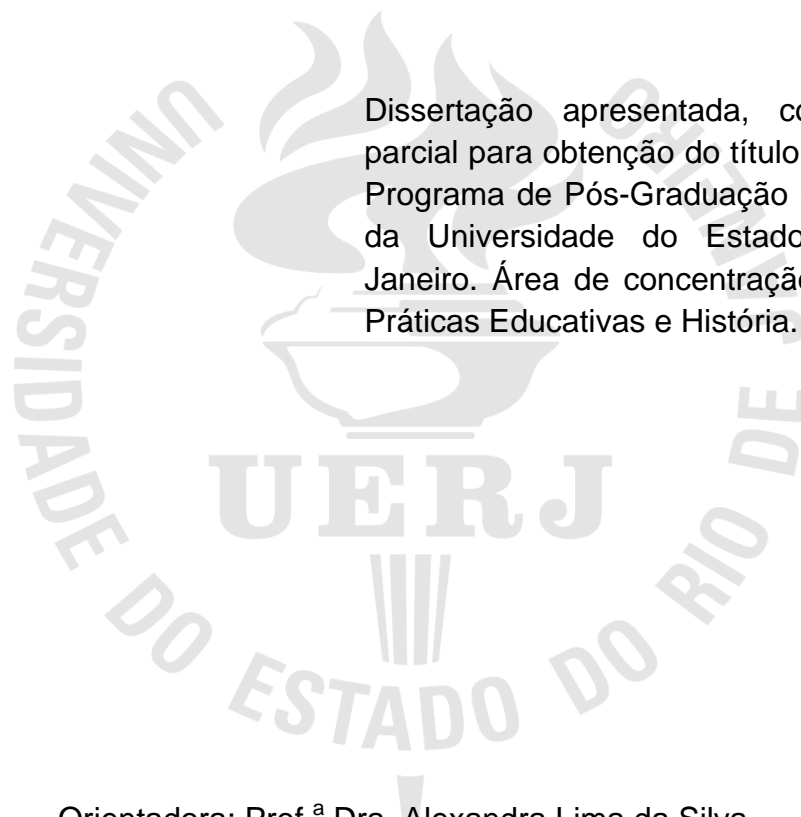 Dissertação apresentada,
parcial para obtenção do título
Programa de Pós-Graduação
da Universidade do Estado
Janeiro. Área de concentração
Práticas Educativas e História.
UNIVERSIDADE DO ESTADO DO RIO DE JANEIRO
UERJ
Orientadora: Prof.ª Dra. Alexandra Lima da Silva